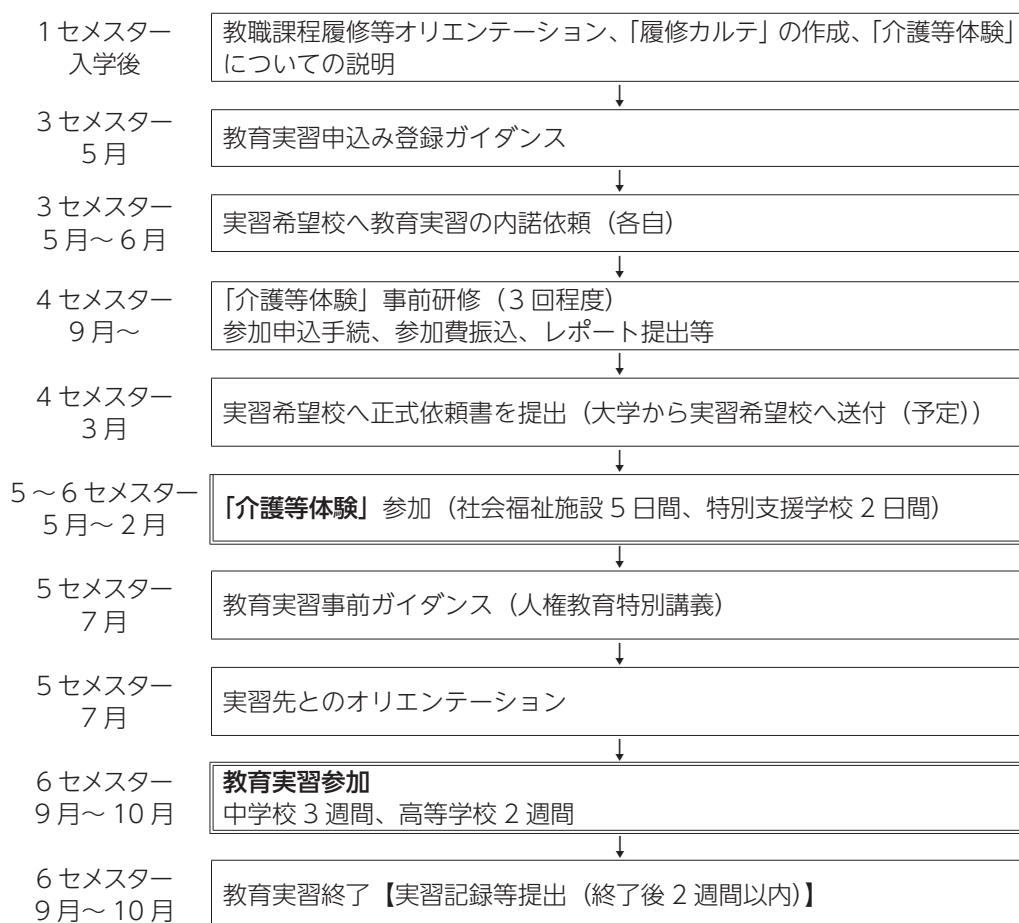 1セメスター
入学後
教職課程履修等オリエンテーション、「履修カルテ」の作成、「介護等体験」
についての説明
↓
3セメスター
5月
教育実習申込み登録ガイダンス
↓
3セメスター
5月～6月
実習希望校へ教育実習の内諾依頼（各自）
↓
4セメスター
9月～
「介護等体験」事前研修（3回程度）
参加申込手続、参加費振込、レポート提出等
↓
4セメスター
3月
実習希望校へ正式依頼書を提出（大学から実習希望校へ送付（予定））
↓
5～6セメスター
5月～2月
「介護等体験」参加（社会福祉施設5日間、特別支援学校2日間）
↓
5セメスター
7月
教育実習事前ガイダンス（人権教育特別講義）
↓
5セメスター
7月
実習先とのオリエンテーション
↓
6セメスター
9月～10月
教育実習参加
中学校3週間、高等学校2週間
↓
6セメスター
9月～10月
教育実習終了【実習記録等提出（終了後2週間以内）】